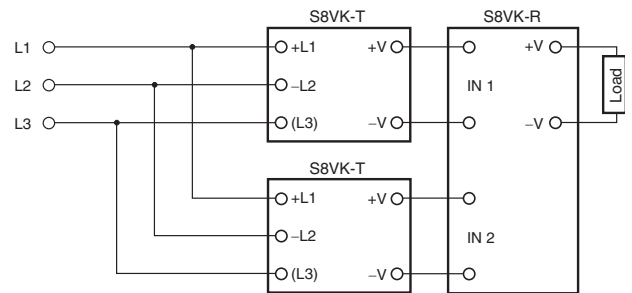 S8VK-T S8VK-R
L1 +L1 +V +V
L2 –L2 IN 1 Load
L3 (L3) –V –V
S8VK-T
+L1 +V
–L2 IN 2
(L3) –V